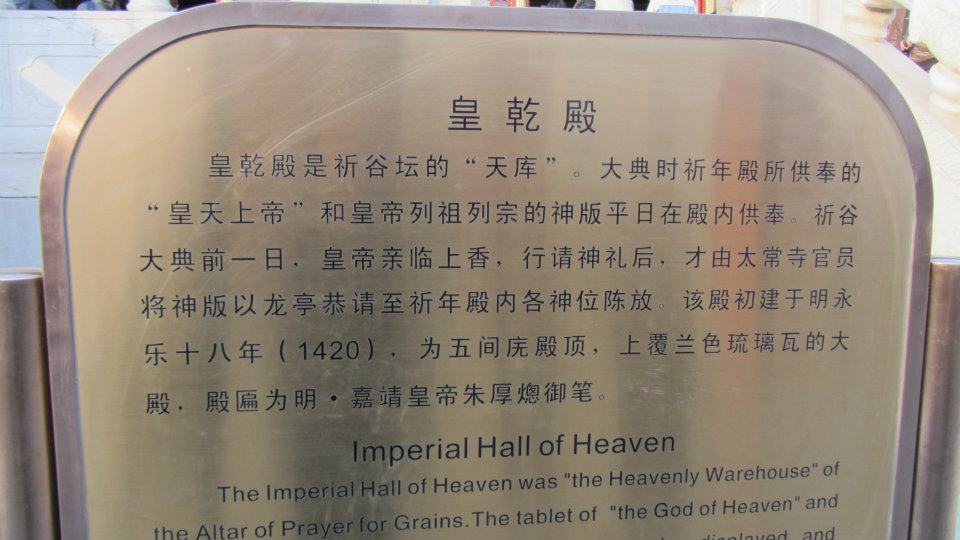 皇乾殿
皇乾殿是祈谷坛的“天库”。大典时祈年殿所供奉的
“皇天上帝”和皇帝列祖列宗的神版平日在殿内供奉。祈谷
大典前一日，皇帝亲临上香，行请神礼后，才由太常寺官员
将神版以龙亭恭请至祈年殿内各神位陈放。该殿初建于明永
乐十八年（1420），为五间庑殿顶，上覆兰色琉璃瓦的大
殿，殿匾为明·嘉靖皇帝朱厚熜御笔。
Imperial Hall of Heaven
The Imperial Hall of Heaven was "the Heavenly Warehouse" of
the Altar of Prayer for Grains.The tablet of "the God of Heaven" and
displayed and